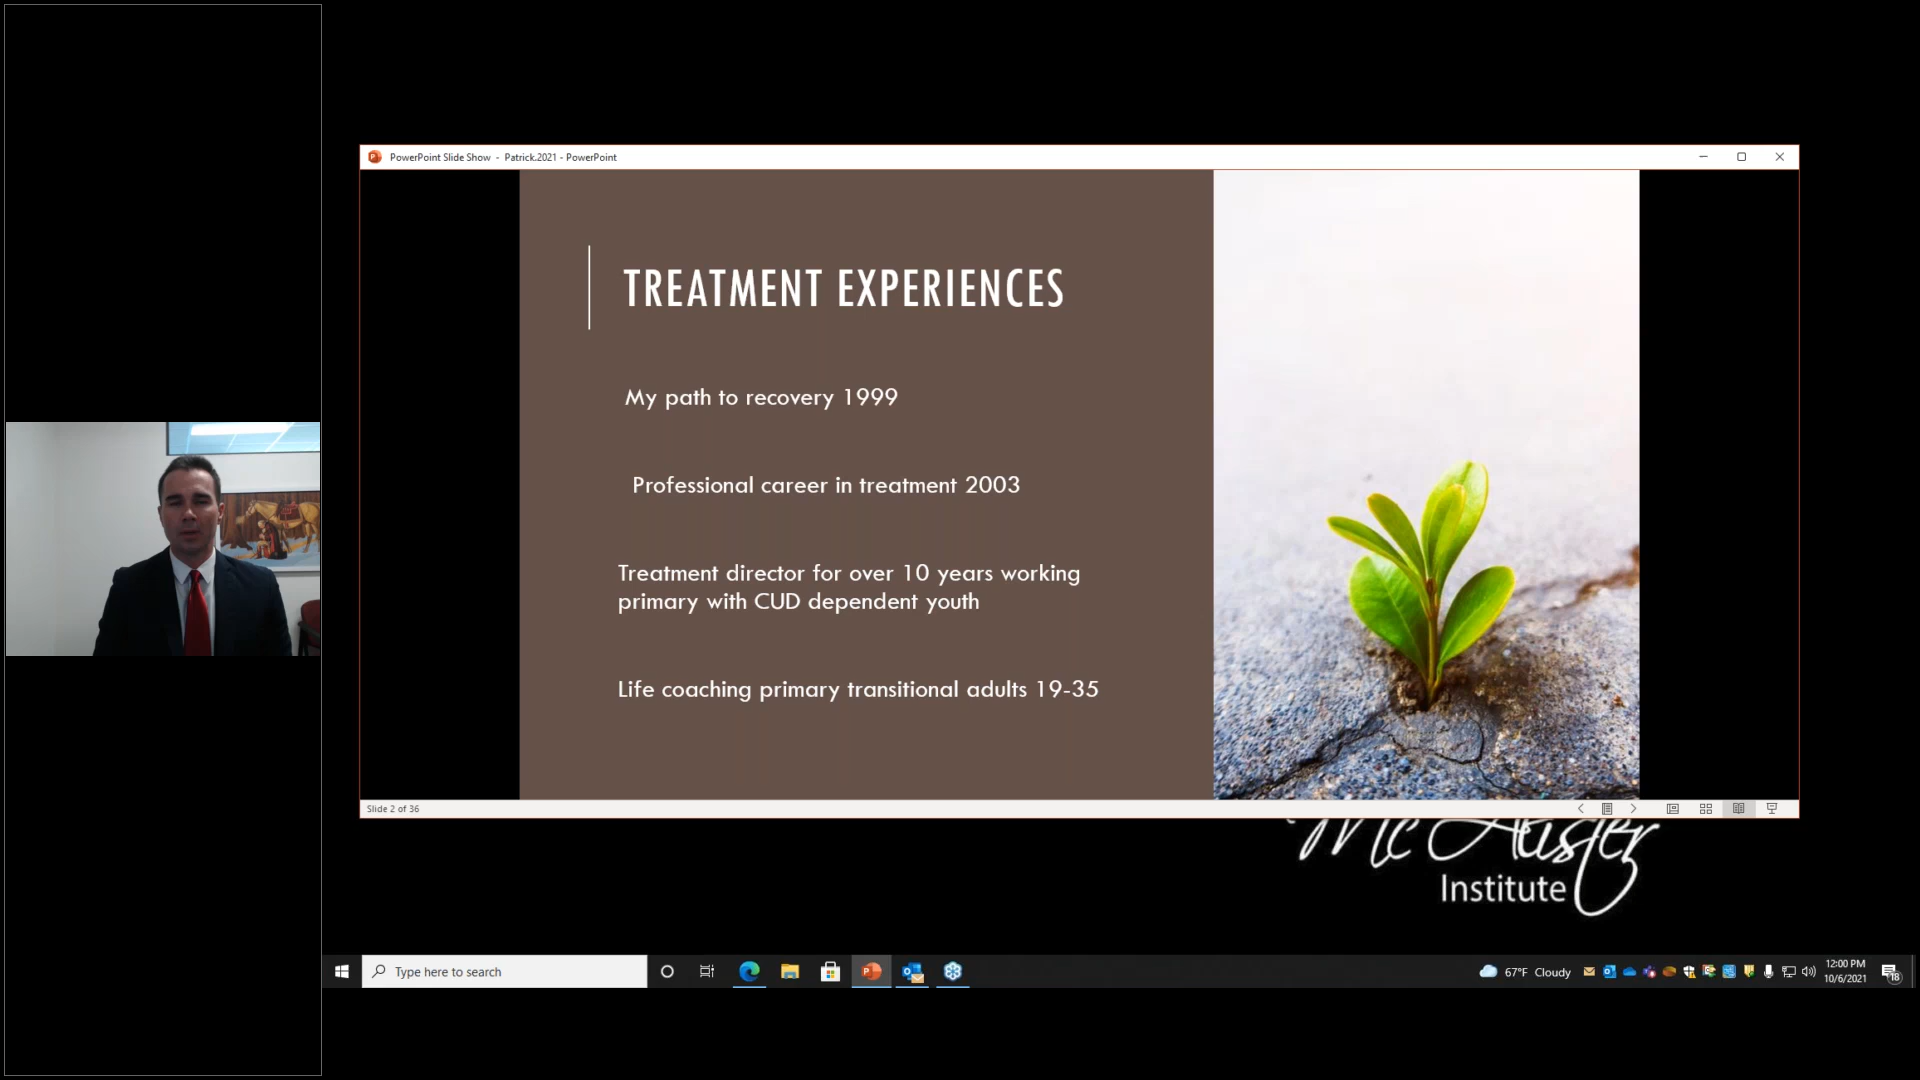 PowerPoint Slide Show - Patrick.2021 - PowerPoint
TREATMENT EXPERIENCES
My path to recovery 1999
Professional career in treatment 2003
Treatment director for over 10 years working
primary with CUD dependent youth
Life coaching primary transitional adults 19-35
Slide 2 of 36
McAlister
Institute
Type here to search
67°F Cloudy
12:00 PM
10/6/2021
18